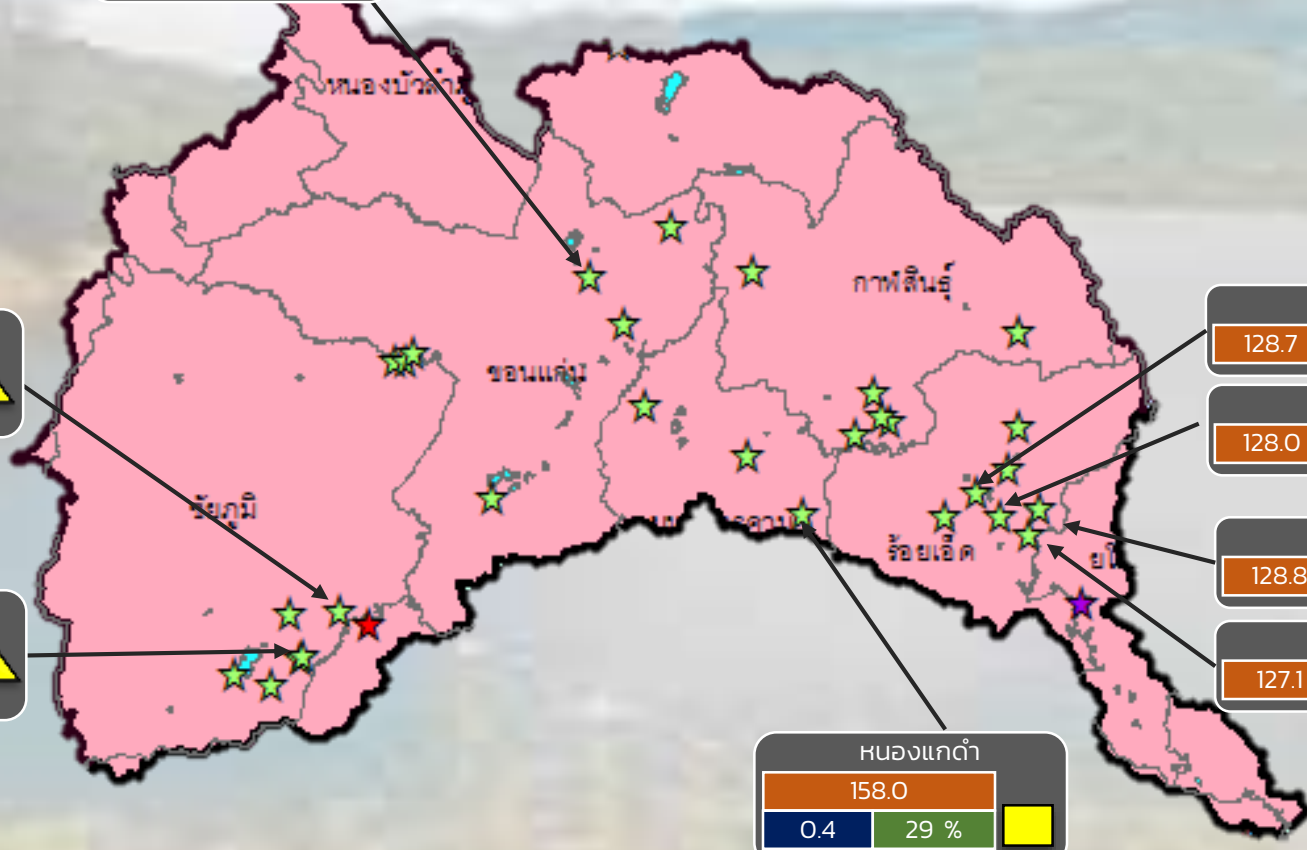 หนองบัวลำภู
กาฬสินธุ์
128.7
ขอนแก่น
128.0
ชัยภูมิ
ร้อยเอ็ด
128.8
127.1
หนองแกดำ
158.0
0.4 29 %